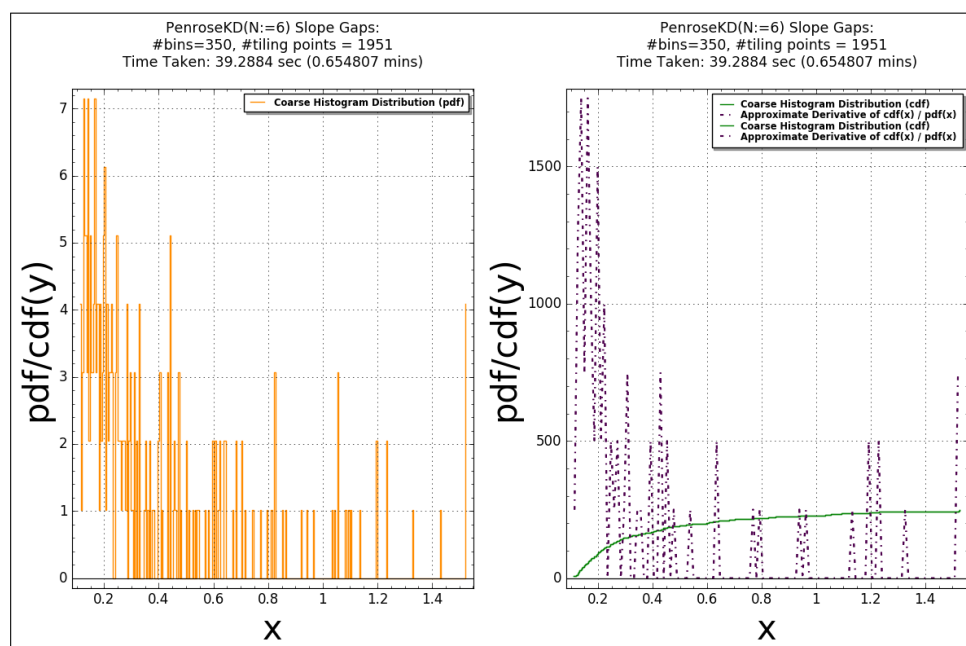 PenroseKD(N:=6) Slope Gaps:
#bins=350, #tiling points = 1951
Time Taken: 39.2884 sec (0.654807 mins)
Coarse Histogram Distribution (pdf)
pdf/cdf(y)
7
6
5
4
3
2
1
0
0.2 0.4 0.6 0.8 1 1.2 1.4
x
PenroseKD(N:=6) Slope Gaps:
#bins=350, #tiling points = 1951
Time Taken: 39.2884 sec (0.654807 mins)
Coarse Histogram Distribution (cdf)
Approximate Derivative of cdf(x) / pdf(x)
Coarse Histogram Distribution (cdf)
Approximate Derivative of cdf(x) / pdf(x)
pdf/cdf(y)
1500
1000
500
0
0.2 0.4 0.6 0.8 1 1.2 1.4
x